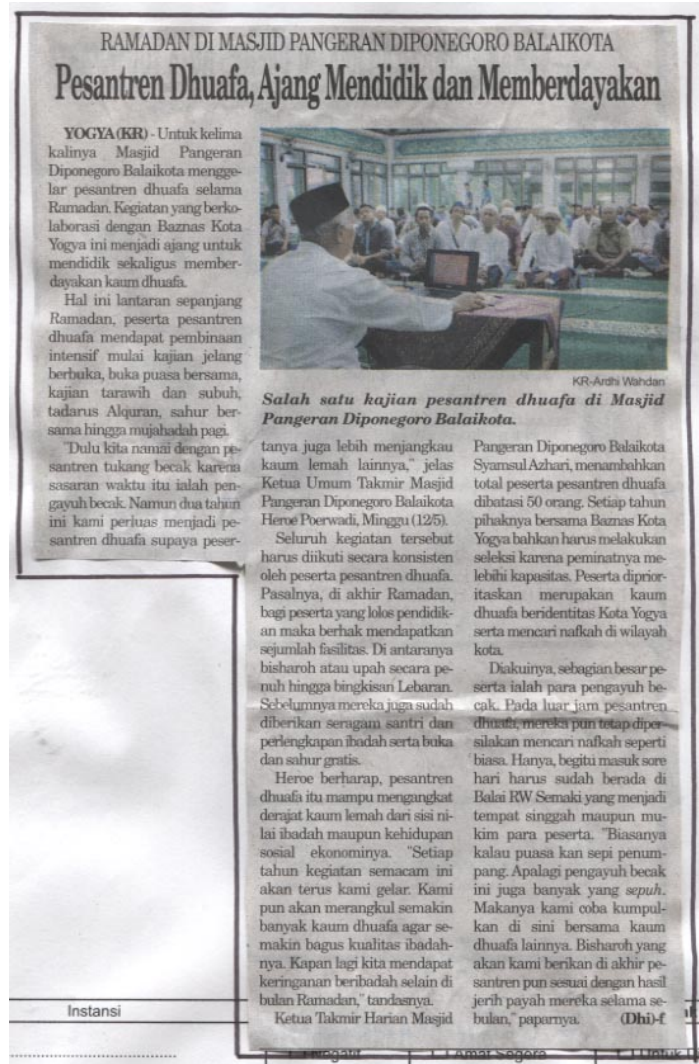 RAMADAN DI MASJID PANGERAN DIPONEGORO BALAIKOTA
Pesantren Dhuafa, Ajang Mendidik dan Memberdayakan
YOGYA (KR) - Untuk kelima
kalinya Masjid Pangeran
Diponegoro Balaikota mengge-
lar pesantren dhuafa selama
Ramadan. Kegiatan yang berko-
laborasi dengan Baznas Kota
Yogya ini menjadi ajang untuk
mendidik sekaligus member-
dayakan kaum dhuafa.
Hal ini lantaran sepanjang
Ramadan, peserta pesantren
dhuafa mendapat pembinaan
intensif mulai kajian jelang
berbuka, buka puasa bersama,
kajian tarawih dan subuh,
tadarus Alquran, sahur ber-
sama hingga mujahadah pagi.
"Dulu kita namai dengan pe-
santren tukang becak karena
sasaran waktu itu ialah pen-
gayuh becak. Namun dua tahun
ini kami perluas menjadi pe-
santren dhuafa supaya peser-
KR-Ardhi Wahdan
Salah satu kajian pesantren dhuafa di Masjid
Pangeran Diponegoro Balaikota.
tanya juga lebih menjangkau
kaum lemah lainnya," jelas
Ketua Umum Takmir Masjid
Pangeran Diponegoro Balaikota
Heroe Poerwadi, Minggu (12/5).
Seluruh kegiatan tersebut
harus diikuti secara konsisten
oleh peserta pesantren dhuafa.
Pasalnya, di akhir Ramadan,
bagi peserta yang lolos pendidik-
an maka berhak mendapatkan
sejumlah fasilitas. Di antaranya
bisharoh atau upah secara pe-
nuh hingga bingkisan Lebaran.
Sebelumnya mereka juga sudah
diberikan seragam santri dan
perlengkapan ibadah serta buka
dan sahur gratis.
Heroe berharap, pesantren
dhuafa itu mampu mengangkat
derajat kaum lemah dari sisi ni-
lai ibadah maupun kehidupan
sosial ekonominya. "Setiap
tahun kegiatan semacam ini
akan terus kami gelar. Kami
pun akan merangkul semakin
banyak kaum dhuafa agar se-
makin bagus kualitas ibadah-
nya. Kapan lagi kita mendapat
keringanan beribadah selain di
bulan Ramadan," tandasnya.
Ketua Takmir Harian Masjid
Pangeran Diponegoro Balaikota
Syamsul Azhari, menambahkan
total peserta pesantren dhuafa
dibatasi 50 orang. Setiap tahun
pihaknya bersama Baznas Kota
Yogya bahkan harus melakukan
seleksi karena peminatnya me-
lebihi kapasitas. Peserta diprior-
itaskan merupakan kaum
dhuafa beridentitas Kota Yogya
serta mencari nafkah di wilayah
kota.
Diakuinya, sebagian besar pe-
serta ialah para pengayuh be-
cak. Pada luar jam pesantren
dhuafa, mereka pun tetap diper-
silakan mencari nafkah seperti
biasa. Hanya, begitu masuk sore
hari harus sudah berada di
Balai RW Semaki yang menjadi
tempat singgah maupun mu-
kim para peserta. "Biasanya
kalau puasa kan sepi penum-
pang. Apalagi pengayuh becak
ini juga banyak yang sepuh.
Makanya kami coba kumpul-
kan di sini bersama kaum
dhuafa lainnya. Bisharoh yang
akan kami berikan di akhir pe-
santren pun sesuai dengan hasil
jerih payah mereka selama se-
bulan," paparnya. (Dhi)-f
Instansi